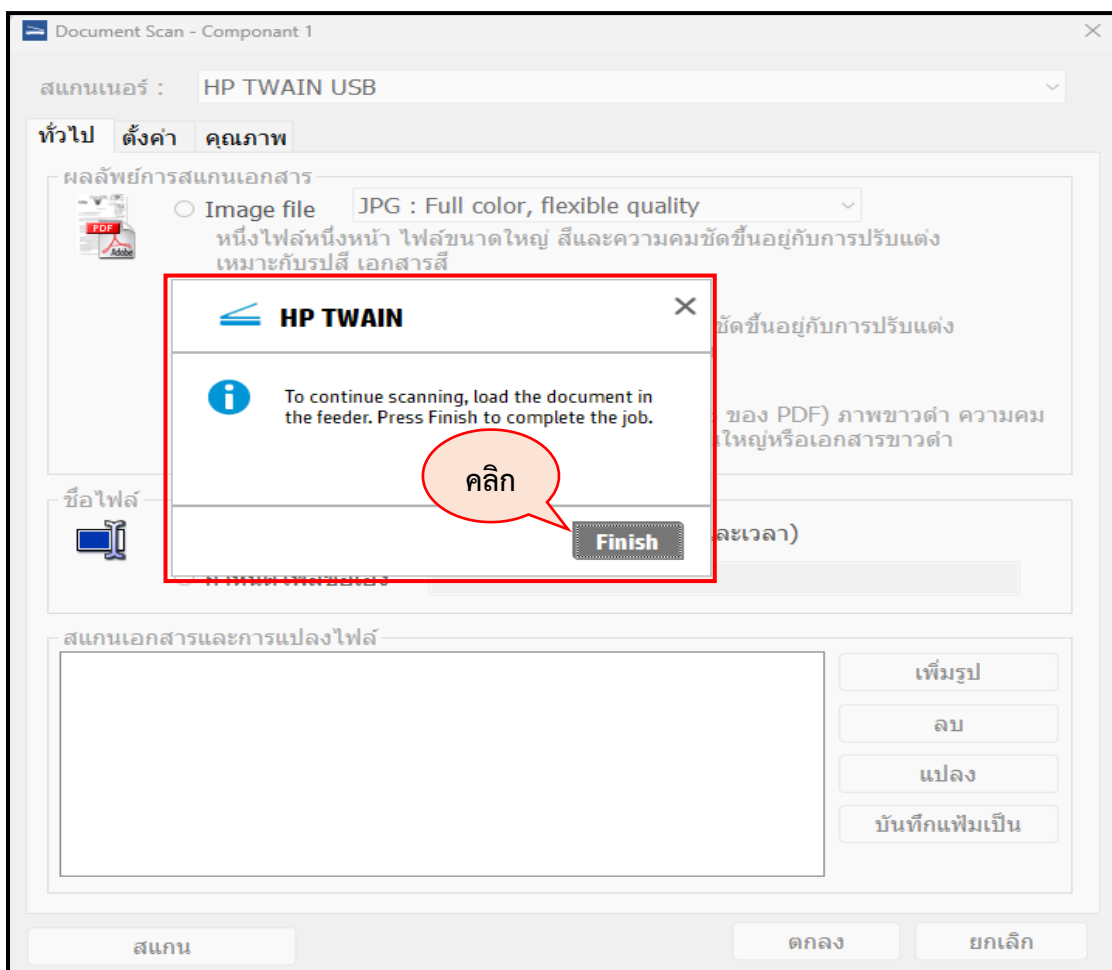 Document Scan - Componant 1
สแกนเนอร์ : HP TWAIN USB
ทั่วไป ตั้งค่า คุณภาพ
ผลลัพย์การสแกนเอกสาร
PDF
Adobe
Image file JPG : Full color, flexible quality
หนึ่งไฟล์หนึ่งหน้า ไฟล์ขนาดใหญ่ สีและความคมชัดขึ้นอยู่กับการปรับแต่ง
เหมาะกับรูปสี เอกสารสี
HP TWAIN
ชัดขึ้นอยู่กับการปรับแต่ง
To continue scanning, load the document in
the feeder. Press Finish to complete the job.
ของ PDF) ภาพขาวดำ ความคม
ใหญ่หรือเอกสารขาวดำ
คลิก
Finish
ชื่อไฟล์
ละเวลา)
สแกนเอกสารและการแปลงไฟล์
เพิ่มรูป
ลบ
แปลง
บันทึกแฟ้มเป็น
สแกน ตกลง ยกเลิก